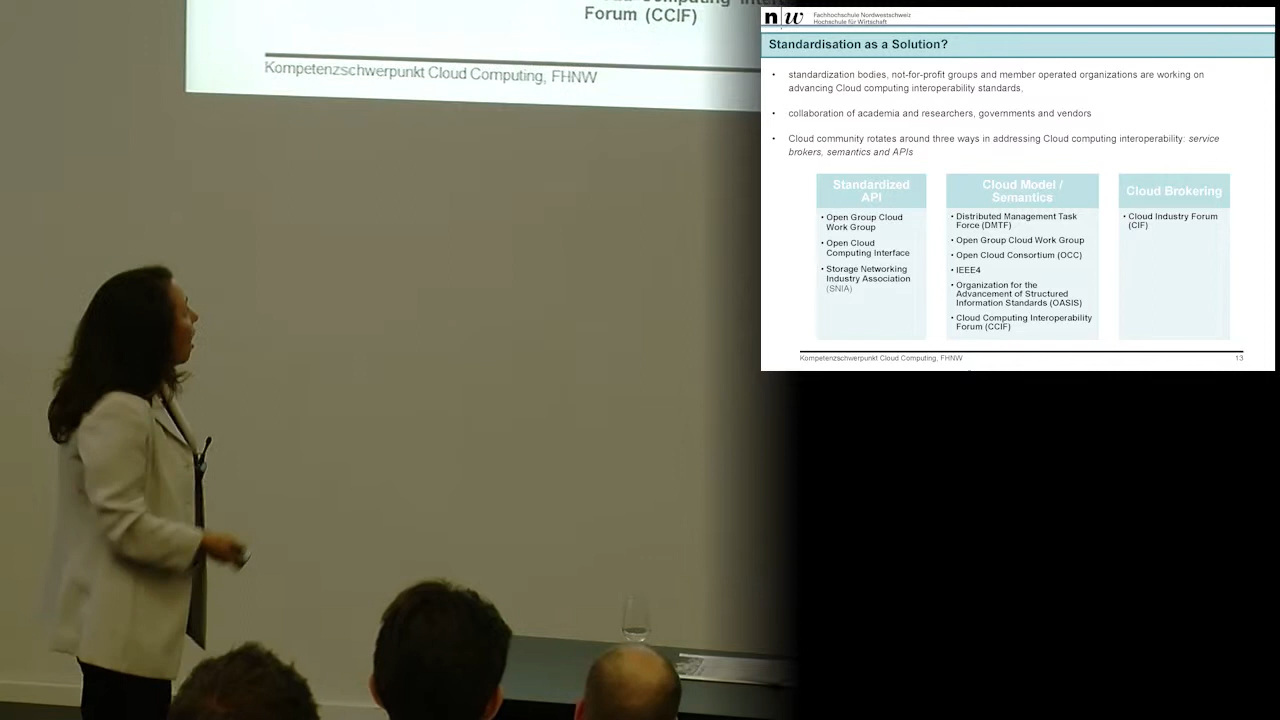 Forum (CCIF)
Kompetenzschwerpunkt Cloud Computing, FHNW
n|w Fachhochschule Nordwestschweiz
Hochschule für Wirtschaft
Standardisation as a Solution?
• standardization bodies, not-for-profit groups and member operated organizations are working on
advancing Cloud computing interoperability standards.
• collaboration of academia and researchers, governments and vendors
• Cloud community rotates around three ways in addressing Cloud computing interoperability: service
brokers, semantics and APIs
Standardized
API
• Open Group Cloud
Work Group
• Open Cloud
Computing Interface
• Storage Networking
Industry Association
(SNIA)
Cloud Model /
Semantics
• Distributed Management Task
Force (DMTF)
• Open Group Cloud Work Group
• Open Cloud Consortium (OCC)
• IEEE4
• Organization for the
Advancement of Structured
Information Standards (OASIS)
• Cloud Computing Interoperability
Forum (CCIF)
Cloud Brokering
• Cloud Industry Forum
(CIF)
Kompetenzschwerpunkt Cloud Computing, FHNW
13